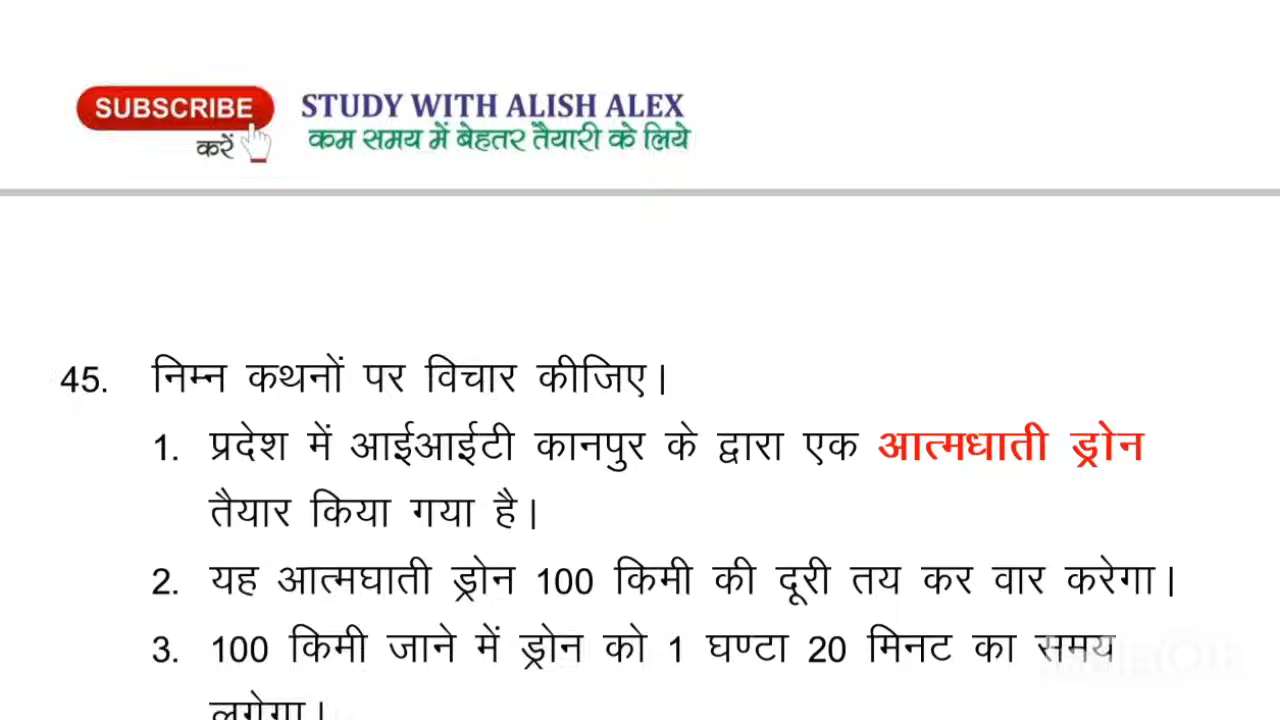 SUBSCRIBE
करें
STUDY WITH ALISH ALEX
कम समय में बेहतर तैयारी के लिये
45. निम्न कथनों पर विचार कीजिए।
1. प्रदेश में आईआईटी कानपुर के द्वारा एक आत्मधाती ड्रोन
तैयार किया गया है।
2. यह आत्मघाती ड्रोन 100 किमी की दूरी तय कर वार करेगा।
3. 100 किमी जाने में ड्रोन को 1 घण्टा 20 मिनट का समय
लगेगा।